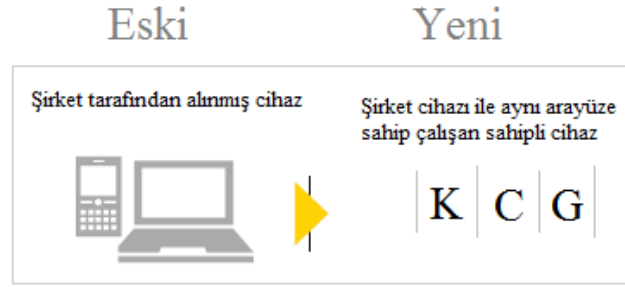 Eski
Yeni
Şirket tarafından alınmış cihaz
Şirket cihazı ile aynı arayüze
sahip çalışan sahipli cihaz
K C G